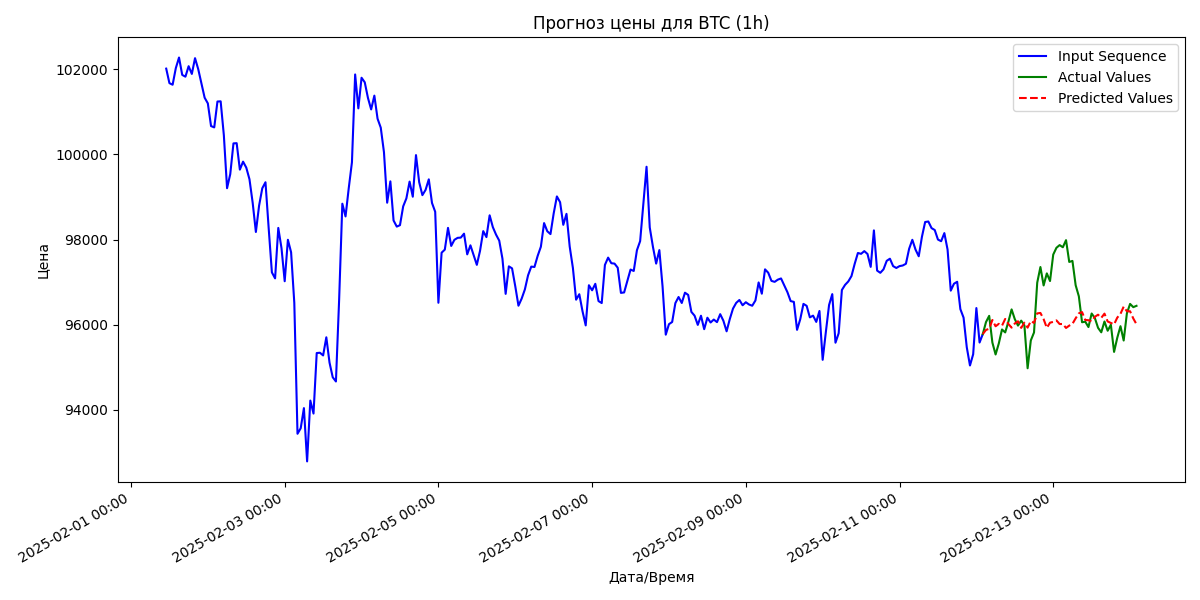 Прогноз цены для BTC (1h)
Input Sequence
Actual Values
Predicted Values
Цена
102000
100000
98000
96000
94000
2025-02-01 00:00
2025-02-03 00:00
2025-02-05 00:00
2025-02-07 00:00
2025-02-09 00:00
2025-02-11 00:00
2025-02-13 00:00
Дата/Время